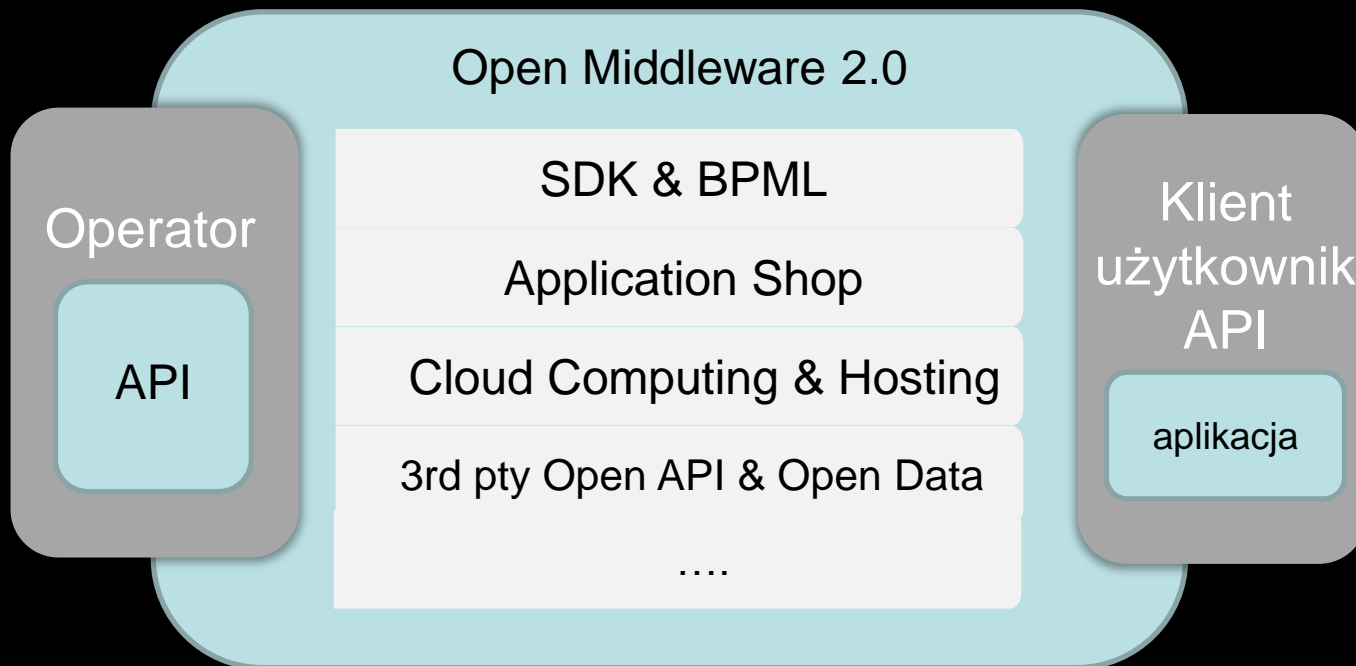 Open Middleware 2.0
Operator
API
SDK & BPML
Application Shop
Cloud Computing & Hosting
3rd pty Open API & Open Data
....
Klient
użytkownik
API
aplikacja